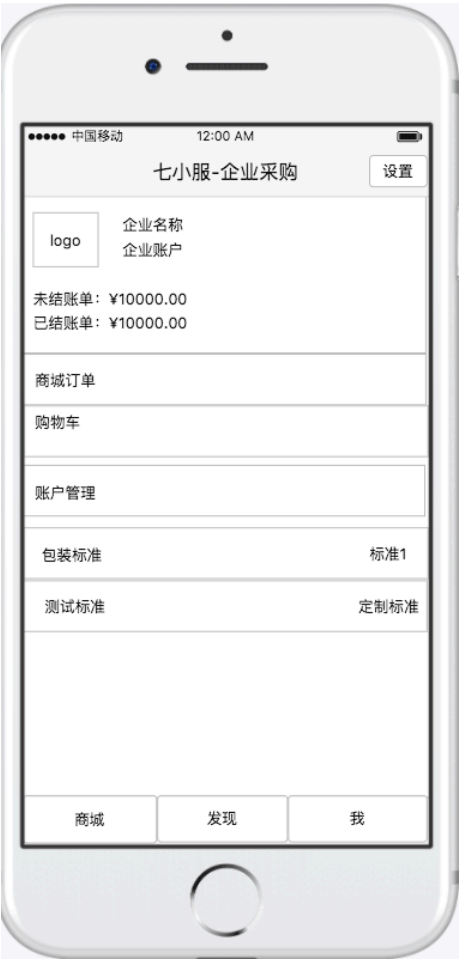 中国移动 12:00 AM
七小服-企业采购 设置
logo
企业名称
企业账户
未结账单：¥10000.00
已结账单：¥10000.00
商城订单
购物车
账户管理
包装标准 标准1
测试标准 定制标准
商城 发现 我